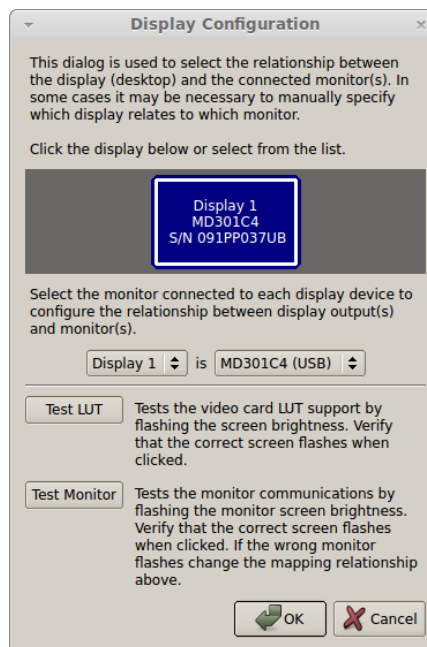 Display Configuration
This dialog is used to select the relationship between
the display (desktop) and the connected monitor(s). In
some cases it may be necessary to manually specify
which display relates to which monitor.
Click the display below or select from the list.
Display 1
MD301C4
S/N 091PP037UB
Select the monitor connected to each display device to
configure the relationship between display output(s)
and monitor(s).
Display 1 is MD301C4 (USB)
Test LUT
Tests the video card LUT support by
flashing the screen brightness. Verify
that the correct screen flashes when
clicked.
Test Monitor
Tests the monitor communications by
flashing the monitor screen brightness.
Verify that the correct screen flashes
when clicked. If the wrong monitor
flashes change the mapping relationship
above.
OK Cancel